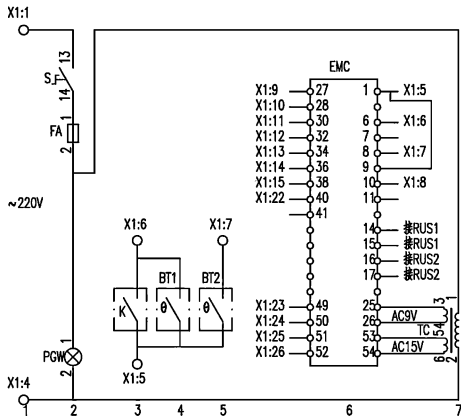 X1:1
13
S
14
1
FA
2
~220V
1
PGW
2
X1:4
X1:6
X1:7
BT1
BT2
K
θ
θ
X1:5
EMC
X1:9 27 1 X1:5
X1:10 28
X1:11 30 6 X1:6
X1:12 32 7
X1:13 34 8 X1:7
X1:14 36 9
X1:15 38 10 X1:8
X1:22 40 11
41
14 接RUS1
15 接RUS1
16 接RUS2
17 接RUS2
X1:23 49 25 3 1
X1:24 50 26 AC9V
X1:25 51 53 54 TC
X1:26 52 54 AC15V 6 2
1 2 3 4 5 6 7